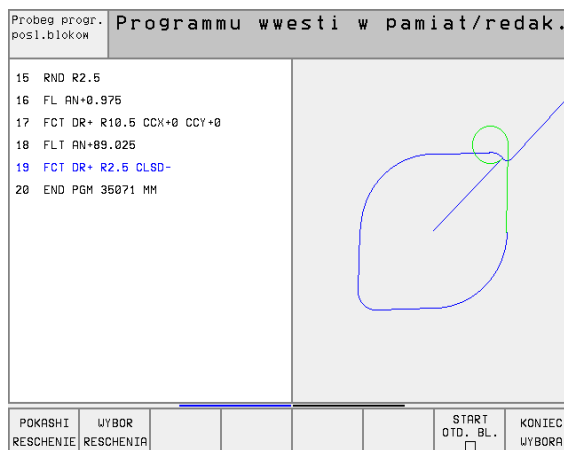 Probeg progr.
posl.blokow
Programmu wwesti w pamiat/redak.
15 RND R2.5
16 FL AN+0.975
17 FCT DR+ R10.5 CCX+0 CCY+0
18 FLT AN+89.025
19 FCT DR+ R2.5 CLSD-
20 END PGM 35071 MM
POKASHI
RESCHENIE
WYBOR
RESCHENIA
START
OTD. BL.
KONIEC
WYBORA